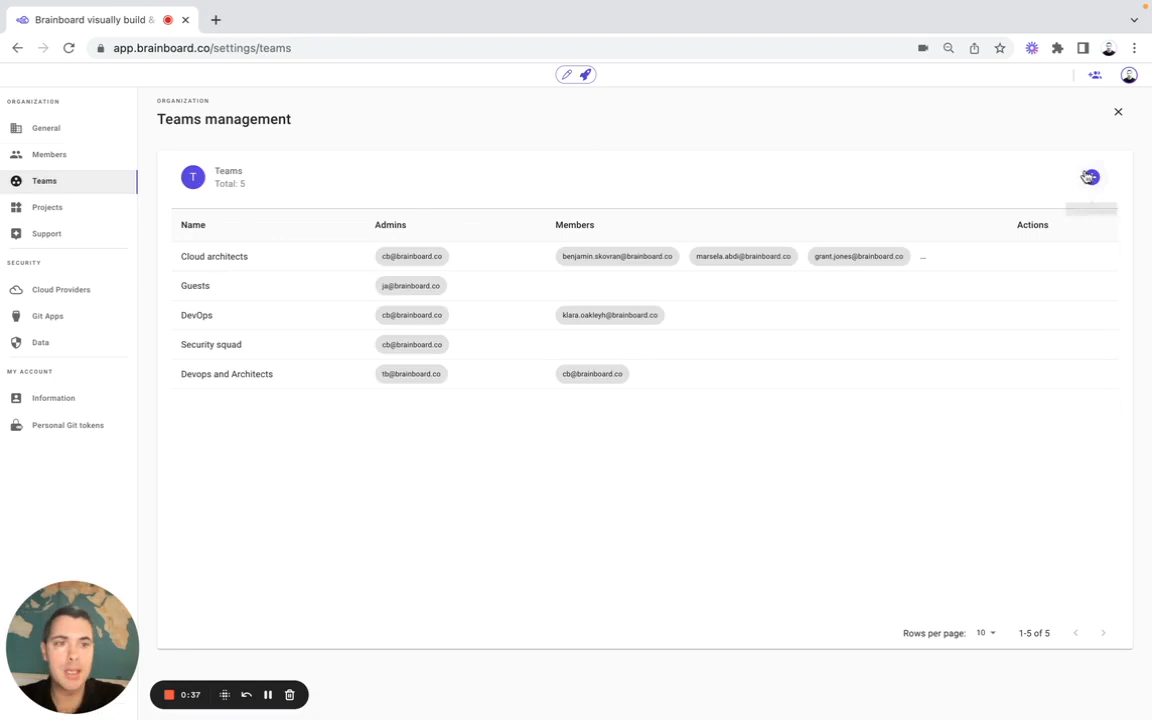 Brainboard visually build &
app.brainboard.co/settings/teams
ORGANIZATION
General
Members
Teams
Projects
Support
SECURITY
Cloud Providers
Git Apps
Data
MY ACCOUNT
Information
Personal Git tokens
ORGANIZATION
Teams management
T
Teams
Total: 5
Name Admins Members Actions
Cloud architects cb@brainboard.co benjamin.skovran@brainboard.co marsela.abdi@brainboard.co grant.jones@brainboard.co ...
Guests ja@brainboard.co
DevOps cb@brainboard.co klara.oakleyh@brainboard.co
Security squad cb@brainboard.co
Devops and Architects tb@brainboard.co cb@brainboard.co
Rows per page: 10 1-5 of 5
0:37